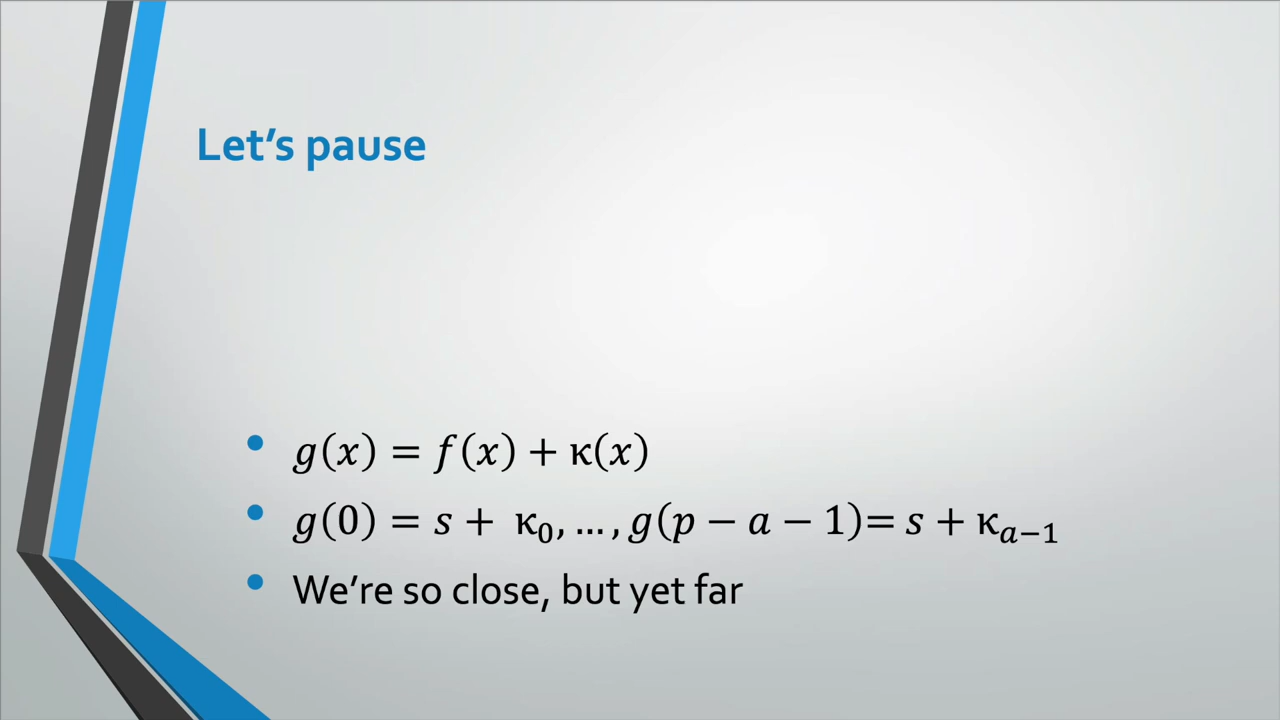 Let's pause
• g(x) = f(x) + κ(x)
• g(0) = s + κ₀, … , g(p − a − 1)= s + κₐ₋₁
• We're so close, but yet far